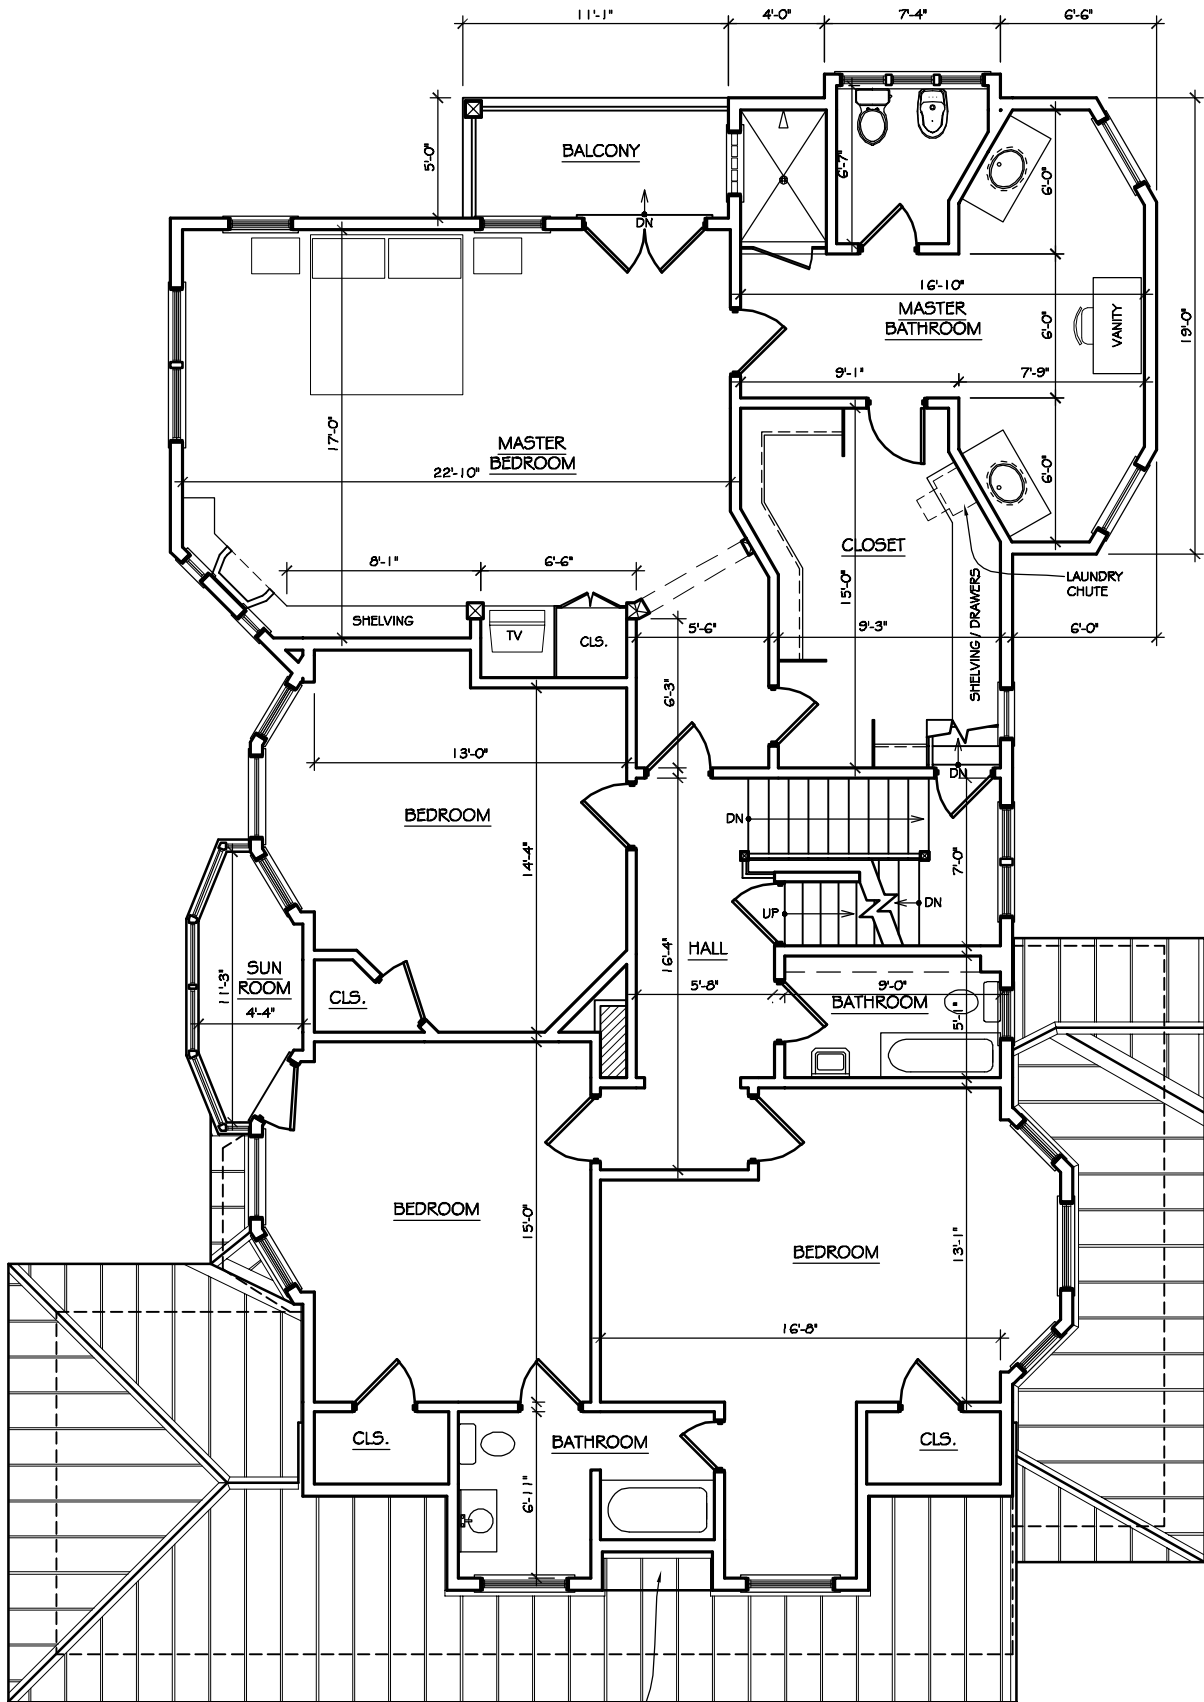 11'-1"
4'-0"
7'-4"
6'-6"
5'-0"
BALCONY
DN
6'-7"
6'-0"
16'-10"
MASTER
BATHROOM
6'-0"
VANITY
19'-0"
9'-1"
7'-9"
17'-0"
MASTER
BEDROOM
22'-10"
6'-0"
CLOSET
15'-0"
SHELVING / DRAWERS
LAUNDRY
CHUTE
8'-1"
6'-6"
SHELVING
TV
CLS.
5'-6"
9'-3"
6'-0"
6'-3"
13'-0"
DN
BEDROOM
14'-4"
DN
7'-0"
UP
DN
HALL
16'-4"
SUN
ROOM
11'-3"
4'-4"
CLS.
5'-8"
9'-0"
BATHROOM
5'-1"
BEDROOM
15'-0"
BEDROOM
13'-1"
16'-8"
CLS.
BATHROOM
CLS.
6'-11"